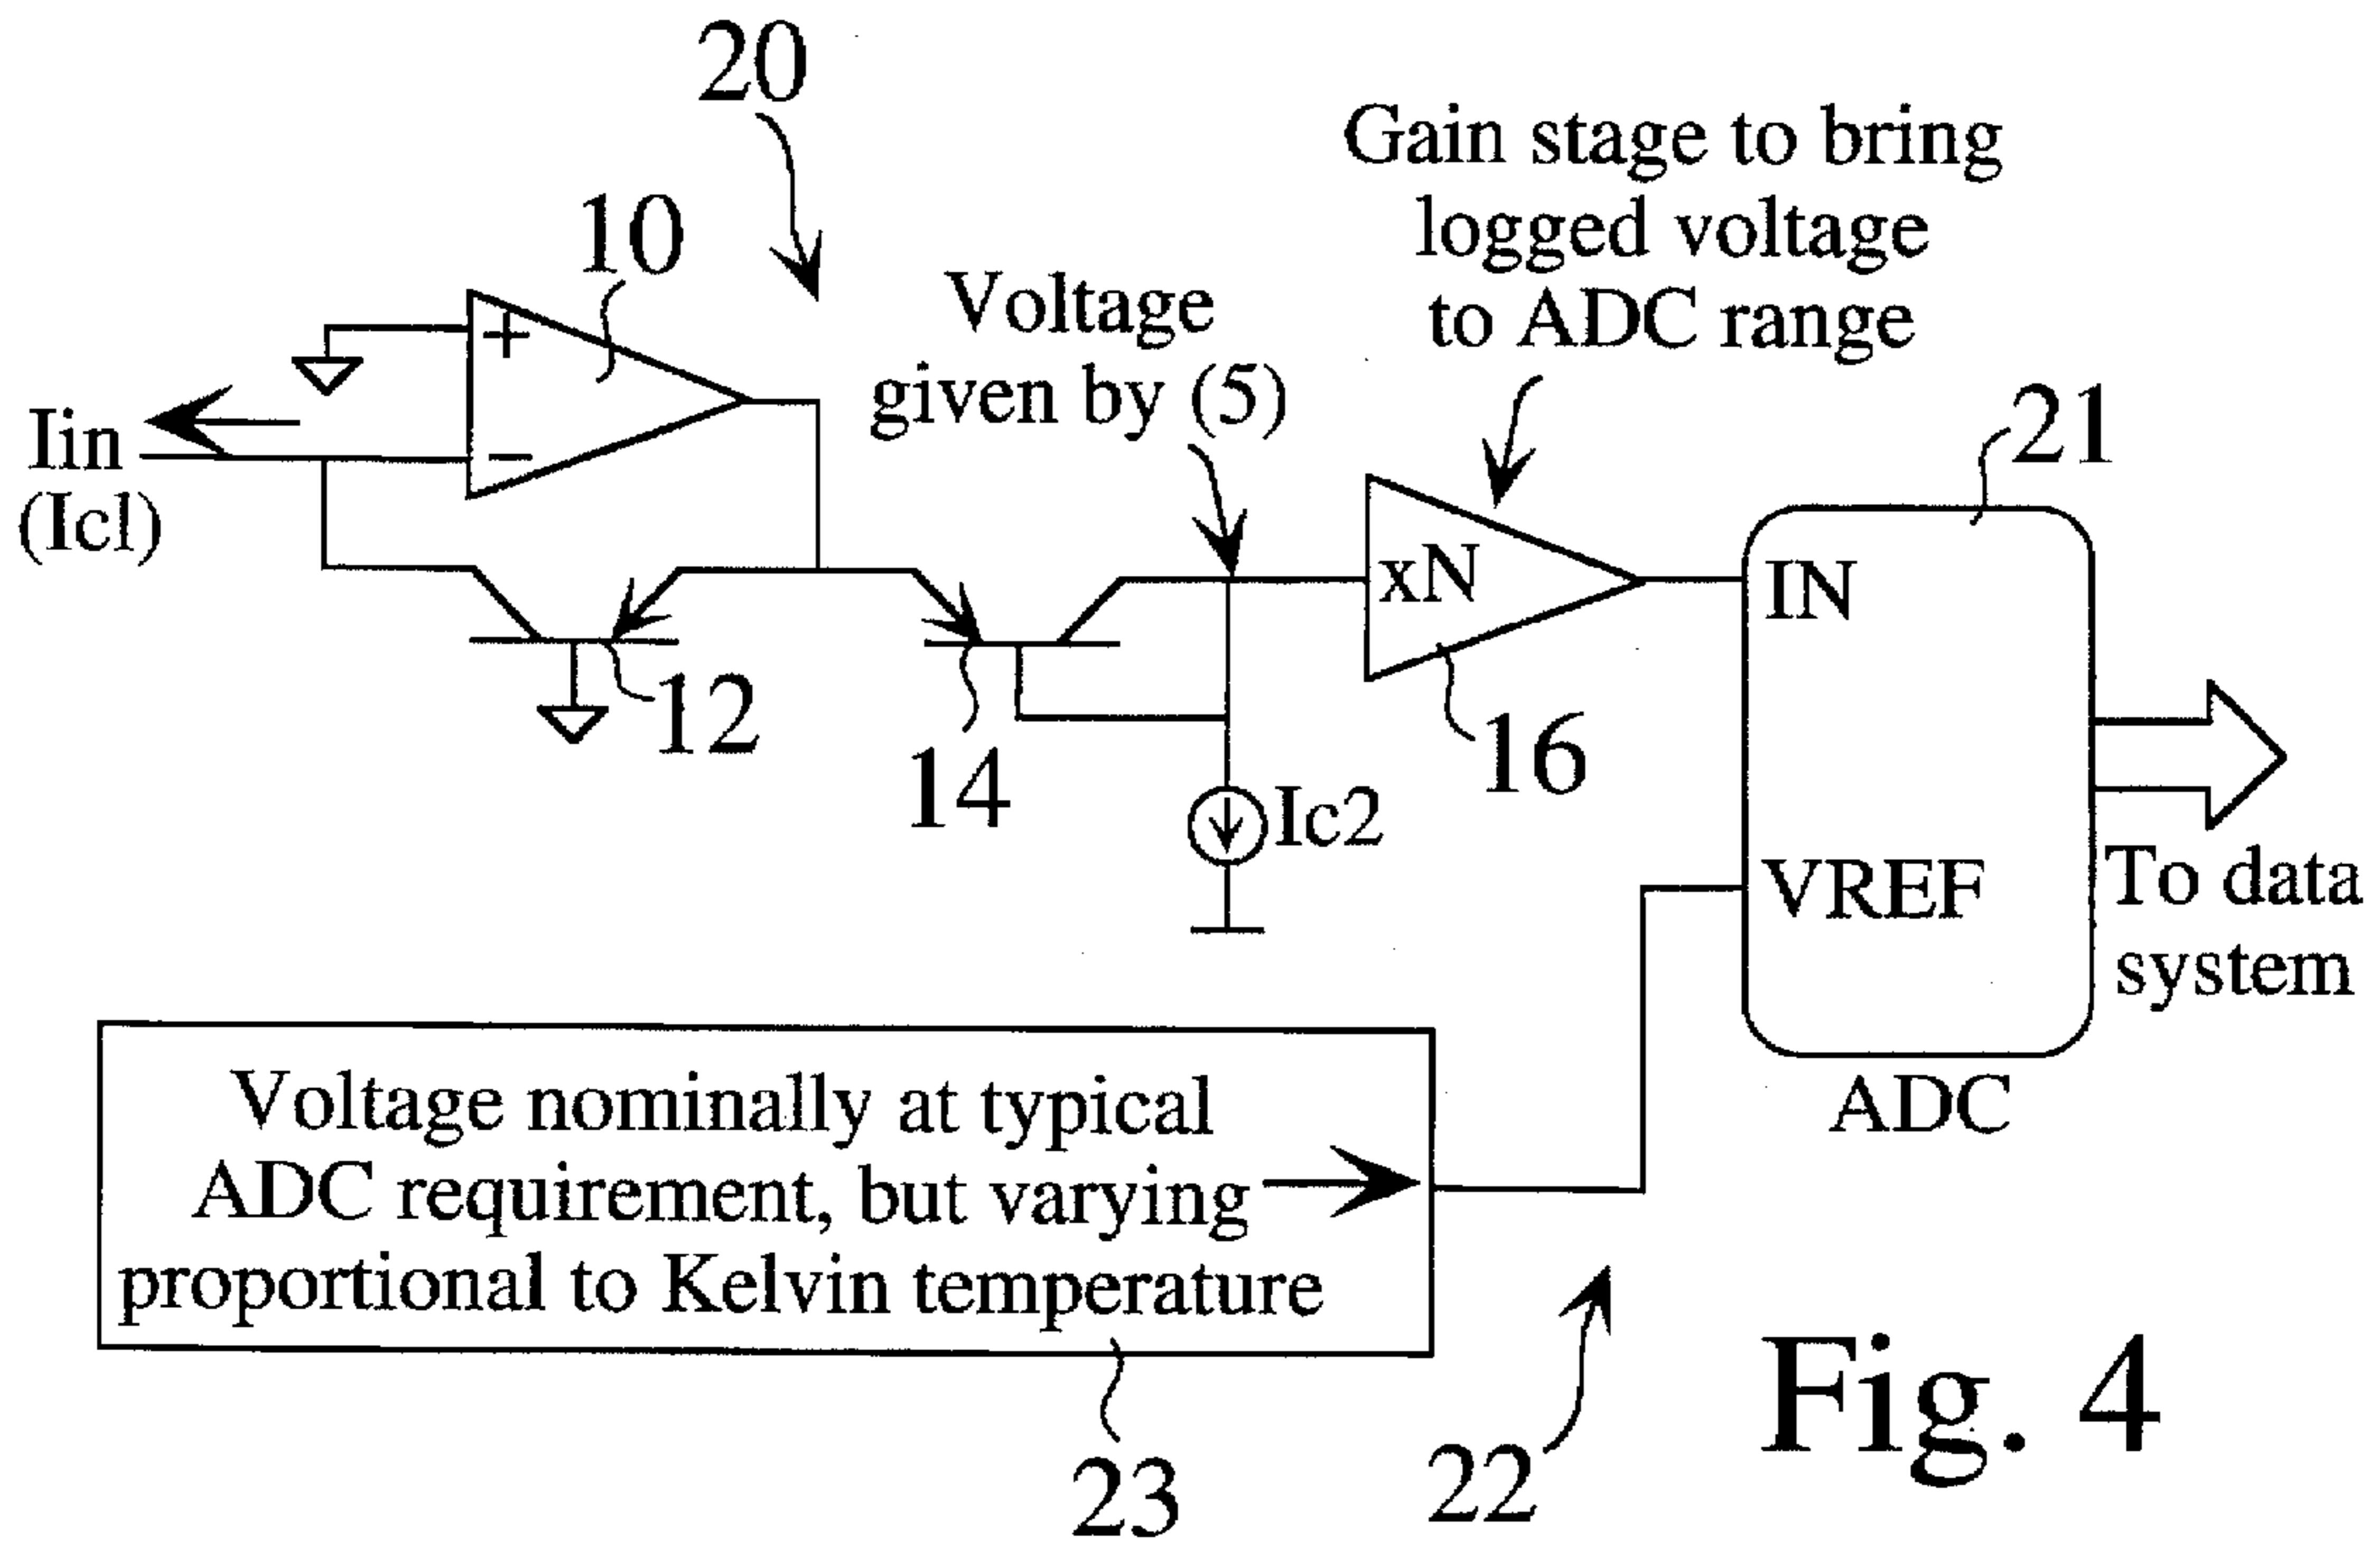 20
Gain stage to bring
logged voltage
to ADC range
10
Voltage
given by (5)
+
Iin
(Icl)
−
21
xN
IN
12
14
16
Ic2
VREF
To data
system
ADC
Voltage nominally at typical
ADC requirement, but varying
proportional to Kelvin temperature
23
22
Fig. 4